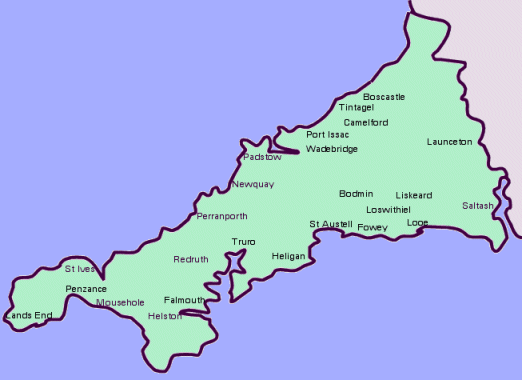 Boscastle
Tintagel
Camelford
Port Issac
Launceton
Wadebridge
Padstow
Newquay
Bodmin
Liskeard
Saltash
Loswithiel
Perranporth
St Austell
Looe
Fowey
Truro
Heligan
Redruth
St Ives
Penzance
Mousehole
Falmouth
Lands End
Helston